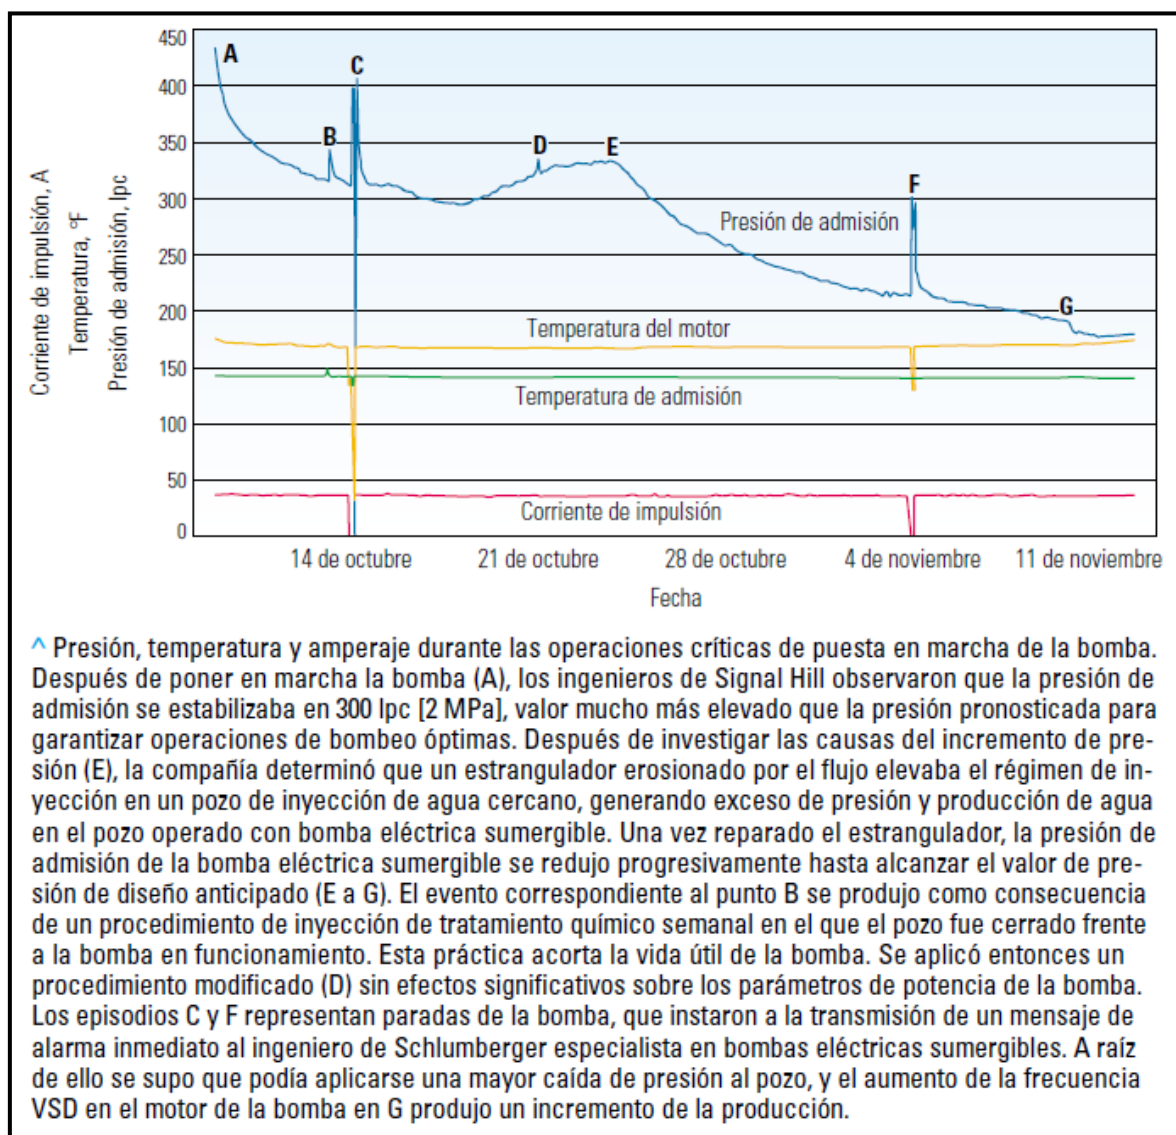 450
400
350
300
250
200
150
100
50
0
Corriente de impulsión, A
Temperatura, °F
Presión de admisión, lpc
A
B
C
D
E
F
G
Presión de admisión
Temperatura del motor
Temperatura de admisión
Corriente de impulsión
14 de octubre 21 de octubre 28 de octubre 4 de noviembre 11 de noviembre
Fecha
^ Presión, temperatura y amperaje durante las operaciones críticas de puesta en marcha de la bomba.
Después de poner en marcha la bomba (A), los ingenieros de Signal Hill observaron que la presión de
admisión se estabilizaba en 300 lpc [2 MPa], valor mucho más elevado que la presión pronosticada para
garantizar operaciones de bombeo óptimas. Después de investigar las causas del incremento de pre-
sión (E), la compañía determinó que un estrangulador erosionado por el flujo elevaba el régimen de in-
yección en un pozo de inyección de agua cercano, generando exceso de presión y producción de agua
en el pozo operado con bomba eléctrica sumergible. Una vez reparado el estrangulador, la presión de
admisión de la bomba eléctrica sumergible se redujo progresivamente hasta alcanzar el valor de pre-
sión de diseño anticipado (E a G). El evento correspondiente al punto B se produjo como consecuencia
de un procedimiento de inyección de tratamiento químico semanal en el que el pozo fue cerrado frente
a la bomba en funcionamiento. Esta práctica acorta la vida útil de la bomba. Se aplicó entonces un
procedimiento modificado (D) sin efectos significativos sobre los parámetros de potencia de la bomba.
Los episodios C y F representan paradas de la bomba, que instaron a la transmisión de un mensaje de
alarma inmediato al ingeniero de Schlumberger especialista en bombas eléctricas sumergibles. A raíz
de ello se supo que podía aplicarse una mayor caída de presión al pozo, y el aumento de la frecuencia
VSD en el motor de la bomba en G produjo un incremento de la producción.